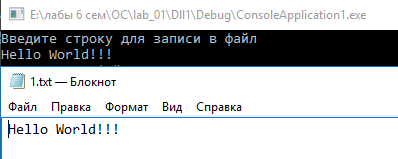 E:\лабы 6 сем\ОС\lab_01\Dll1\Debug\ConsoleApplication1.exe
Введите строку для записи в файл
Hello World!!!
1.txt — Блокнот
Файл Правка Формат Вид Справка
Hello World!!!